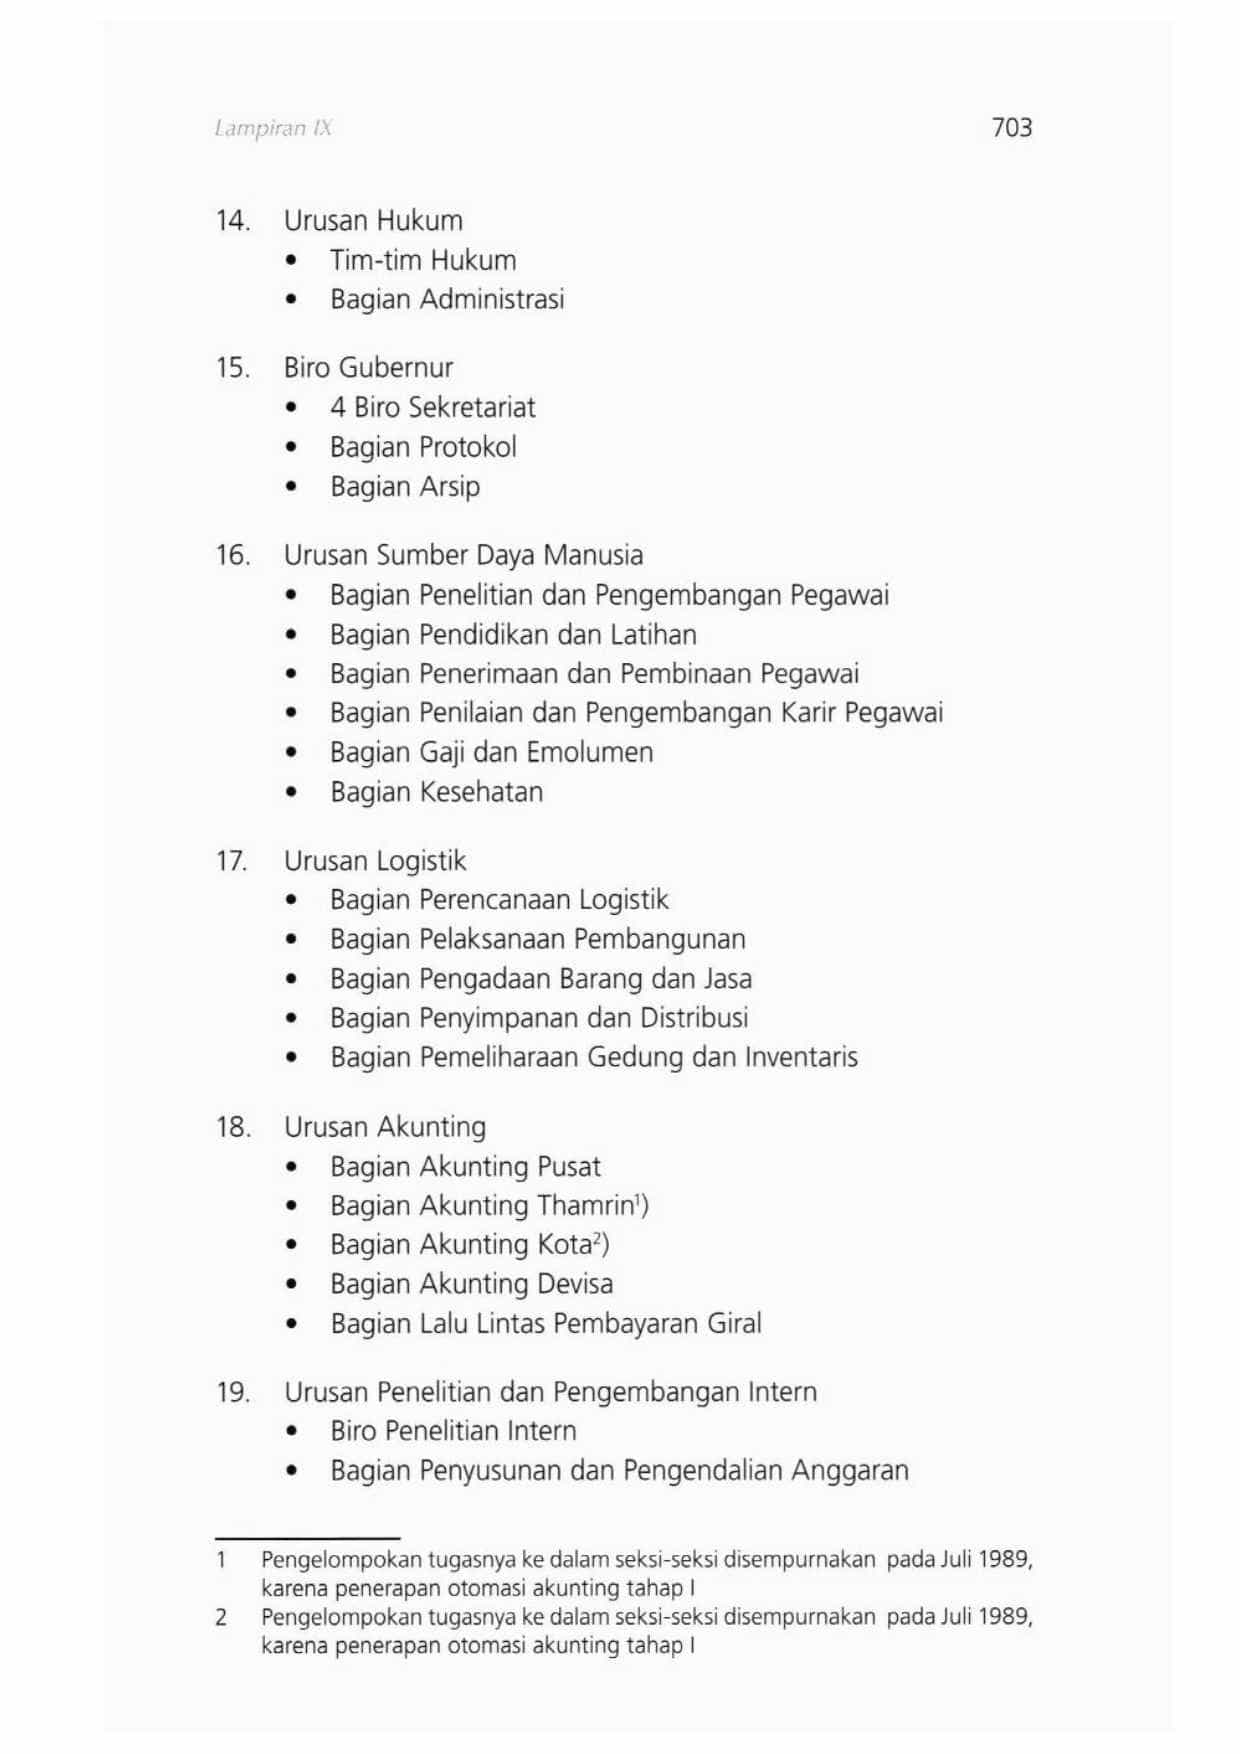 Lampiran IX 703
14. Urusan Hukum
• Tim-tim Hukum
• Bagian Administrasi
15. Biro Gubernur
• 4 Biro Sekretariat
• Bagian Protokol
• Bagian Arsip
16. Urusan Sumber Daya Manusia
• Bagian Penelitian dan Pengembangan Pegawai
• Bagian Pendidikan dan Latihan
• Bagian Penerimaan dan Pembinaan Pegawai
• Bagian Penilaian dan Pengembangan Karir Pegawai
• Bagian Gaji dan Emolumen
• Bagian Kesehatan
17. Urusan Logistik
• Bagian Perencanaan Logistik
• Bagian Pelaksanaan Pembangunan
• Bagian Pengadaan Barang dan Jasa
• Bagian Penyimpanan dan Distribusi
• Bagian Pemeliharaan Gedung dan Inventaris
18. Urusan Akunting
• Bagian Akunting Pusat
• Bagian Akunting Thamrin¹)
• Bagian Akunting Kota²)
• Bagian Akunting Devisa
• Bagian Lalu Lintas Pembayaran Giral
19. Urusan Penelitian dan Pengembangan Intern
• Biro Penelitian Intern
• Bagian Penyusunan dan Pengendalian Anggaran
1 Pengelompokan tugasnya ke dalam seksi-seksi disempurnakan pada Juli 1989,
karena penerapan otomasi akunting tahap I
2 Pengelompokan tugasnya ke dalam seksi-seksi disempurnakan pada Juli 1989,
karena penerapan otomasi akunting tahap I